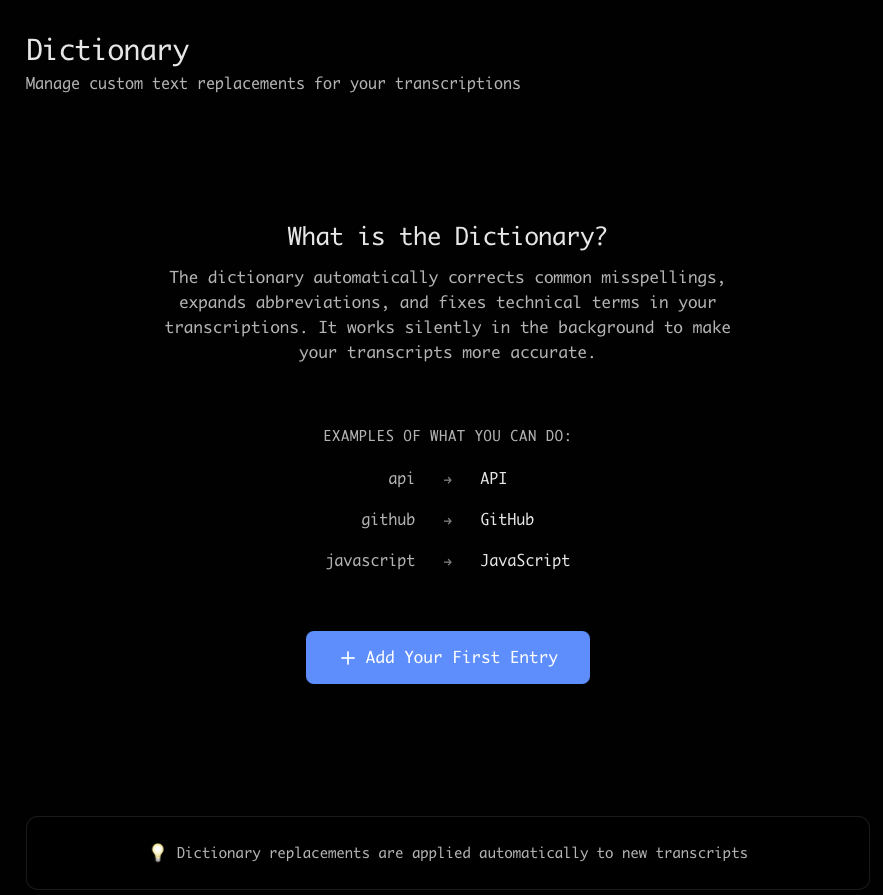 Dictionary
Manage custom text replacements for your transcriptions
What is the Dictionary?
The dictionary automatically corrects common misspellings,
expands abbreviations, and fixes technical terms in your
transcriptions. It works silently in the background to make
your transcripts more accurate.
EXAMPLES OF WHAT YOU CAN DO:
api → API
github → GitHub
javascript → JavaScript
+ Add Your First Entry
💡 Dictionary replacements are applied automatically to new transcripts